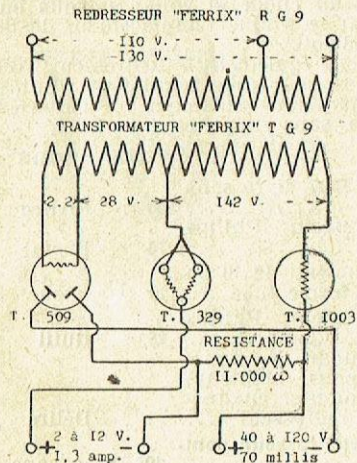 REDRESSEUR "FERRIX" R G 9
110 V.
130 V.
TRANSFORMATEUR "FERRIX" T G 9
2.2 28 V. 142 V.
T. 509 T. 329 T. 1003
RESISTANCE
11.000 ω
+ 2 à 12 V. - + 40 à 120 V. -
1,3 amp. 70 millis